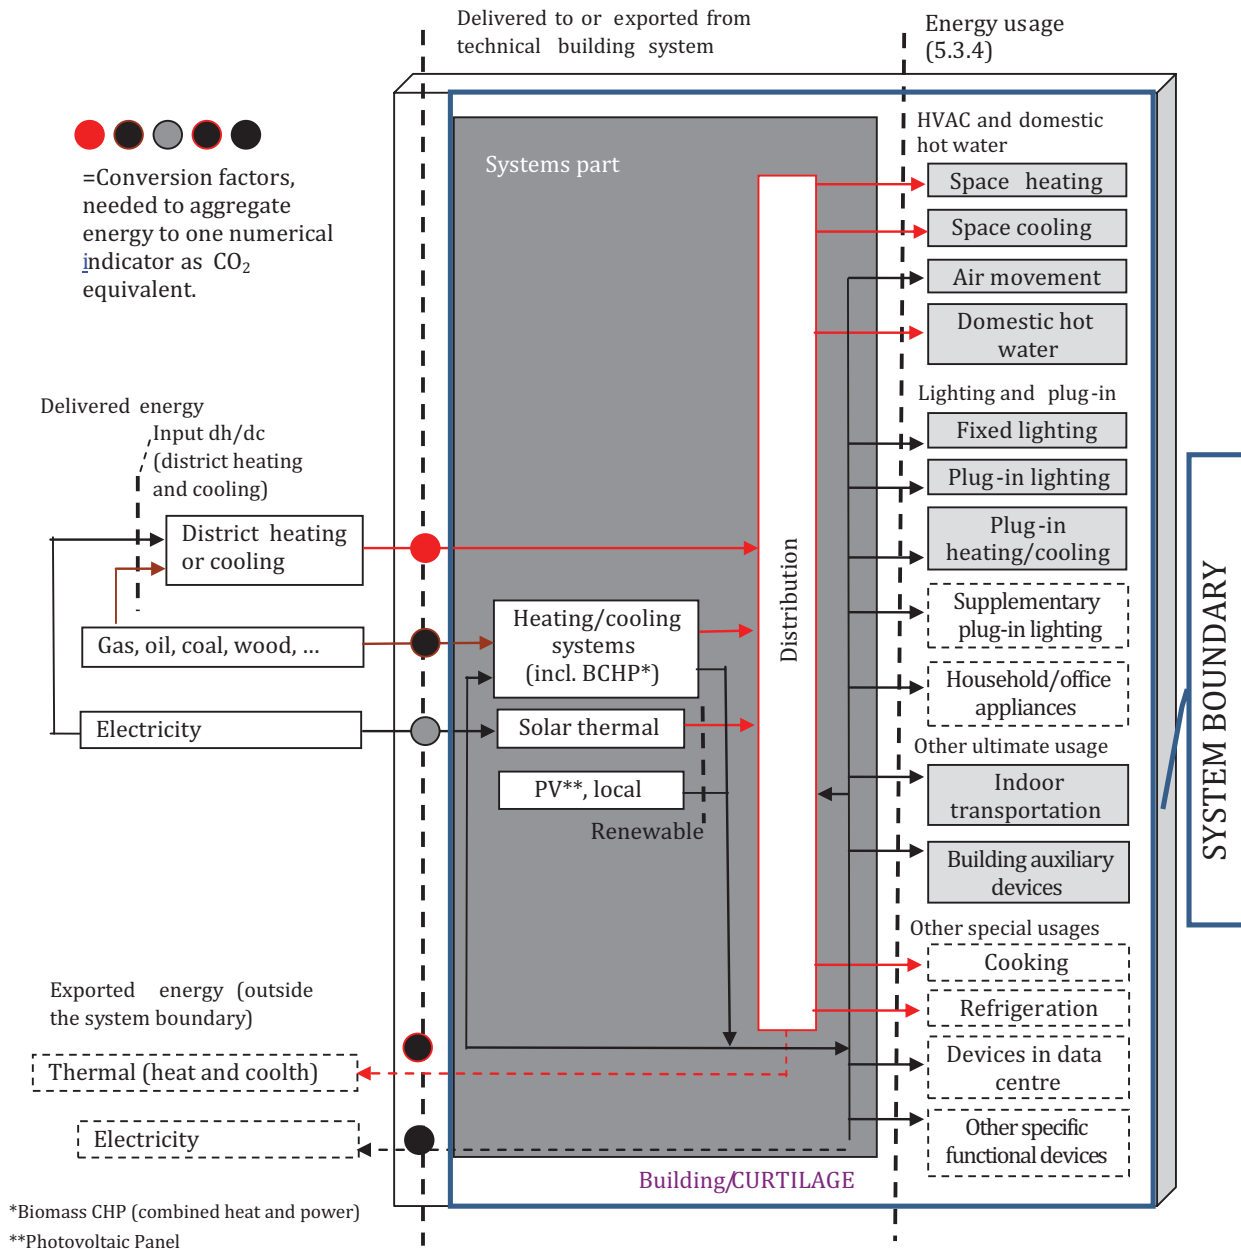 Delivered to or exported from
technical building system
Energy usage
(5.3.4)
=Conversion factors,
needed to aggregate
energy to one numerical
indicator as CO₂
equivalent.
Systems part
HVAC and domestic
hot water
Space heating
Space cooling
Air movement
Domestic hot
water
Delivered energy
Input dh/dc
(district heating
and cooling)
District heating
or cooling
Gas, oil, coal, wood, ...
Electricity
Heating/cooling
systems
(incl. BCHP*)
Solar thermal
PV**, local
Renewable
Distribution
Lighting and plug-in
Fixed lighting
Plug-in lighting
Plug-in
heating/cooling
Supplementary
plug-in lighting
Household/office
appliances
Other ultimate usage
Indoor
transportation
Building auxiliary
devices
Other special usages
Cooking
Refrigeration
Devices in data
centre
Other specific
functional devices
SYSTEM BOUNDARY
Exported energy (outside
the system boundary)
Thermal (heat and coolth)
Electricity
Building/CURTILAGE
*Biomass CHP (combined heat and power)
**Photovoltaic Panel